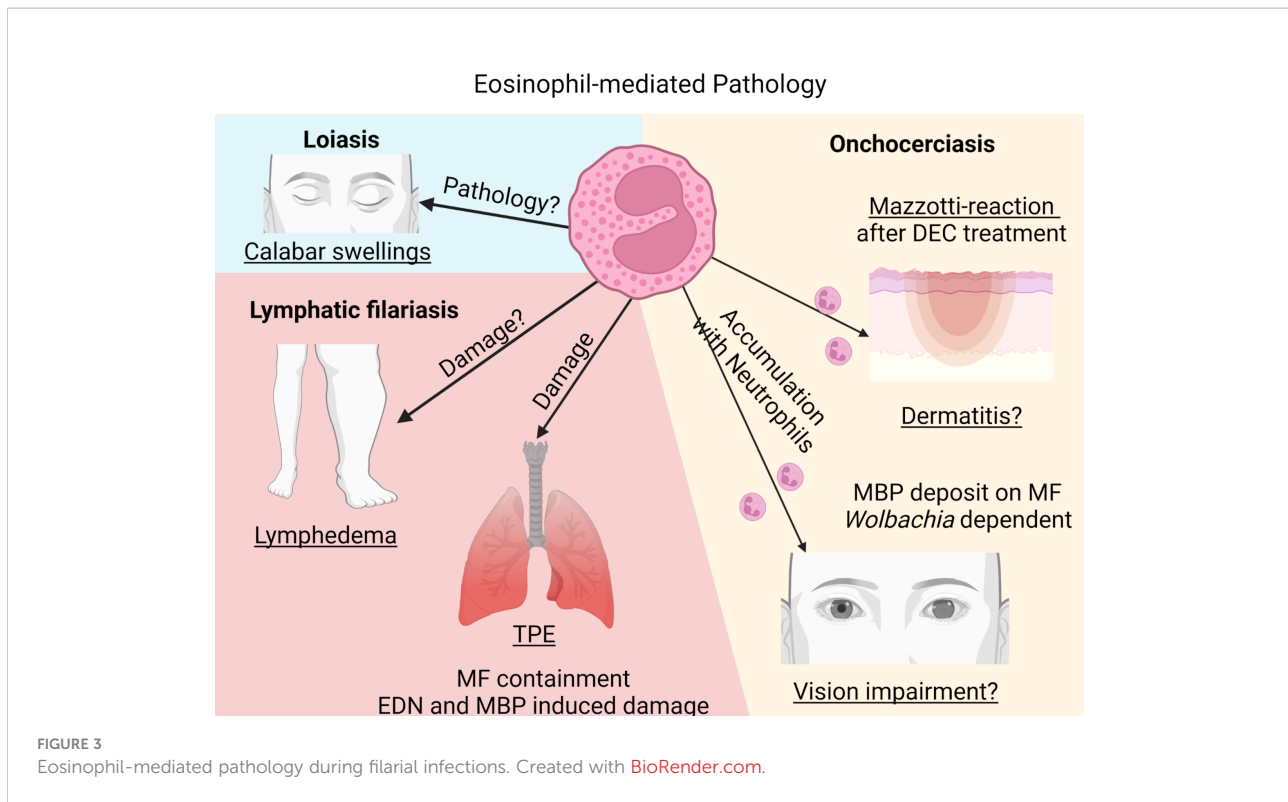 Eosinophil-mediated Pathology
Loiasis
Pathology?
Calabar swellings
Lymphatic filariasis
Damage?
Lymphedema
Damage
TPE
MF containment
EDN and MBP induced damage
Onchocerciasis
Mazzotti-reaction
after DEC treatment
Accumulation
with Neutrophils
Dermatitis?
MBP deposit on MF
Wolbachia dependent
Vision impairment?
FIGURE 3
Eosinophil-mediated pathology during filarial infections. Created with BioRender.com.